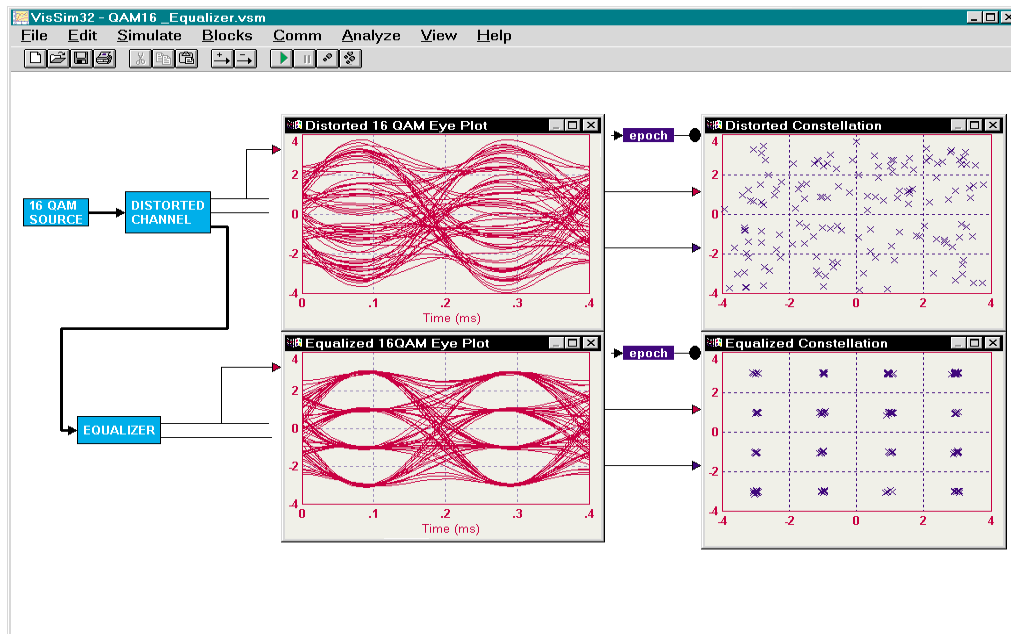 VisSim32 - QAM16 _Equalizer.vsm
File Edit Simulate Blocks Comm Analyze View Help
Distorted 16 QAM Eye Plot
4
2
0
-2
-4
0 .1 .2 .3 .4
Time (ms)
epoch
Distorted Constellation
4
2
0
-2
-4
-4 -2 0 2 4
16 QAM
SOURCE
DISTORTED
CHANNEL
Equalized 16QAM Eye Plot
4
2
0
-2
-4
0 .1 .2 .3 .4
Time (ms)
epoch
Equalized Constellation
4
2
0
-2
-4
-4 -2 0 2 4
EQUALIZER